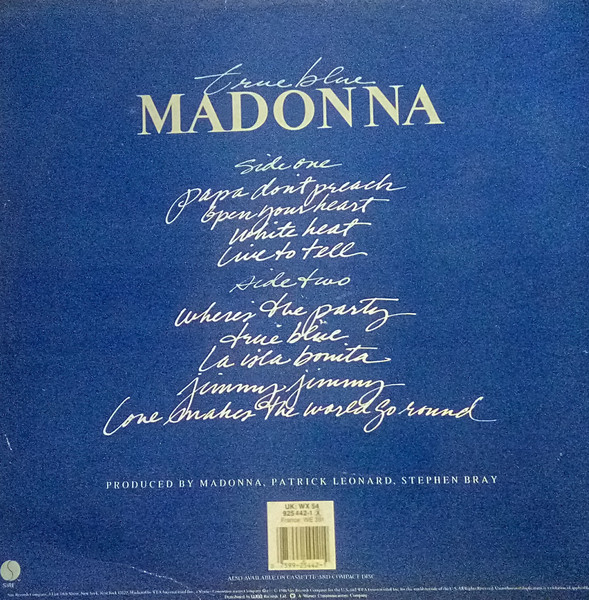 true blue
MADONNA
side one
papa don't preach
open your heart
white heat
live to tell
side two
where's the party
true blue
la isla bonita
jimmy jimmy
love makes the world go round
PRODUCED BY MADONNA, PATRICK LEONARD, STEPHEN BRAY
UK: WX 54
925 442-1
France: WE
ALSO AVAILABLE ON CASSETTE AND COMPACT DISC
SIRE